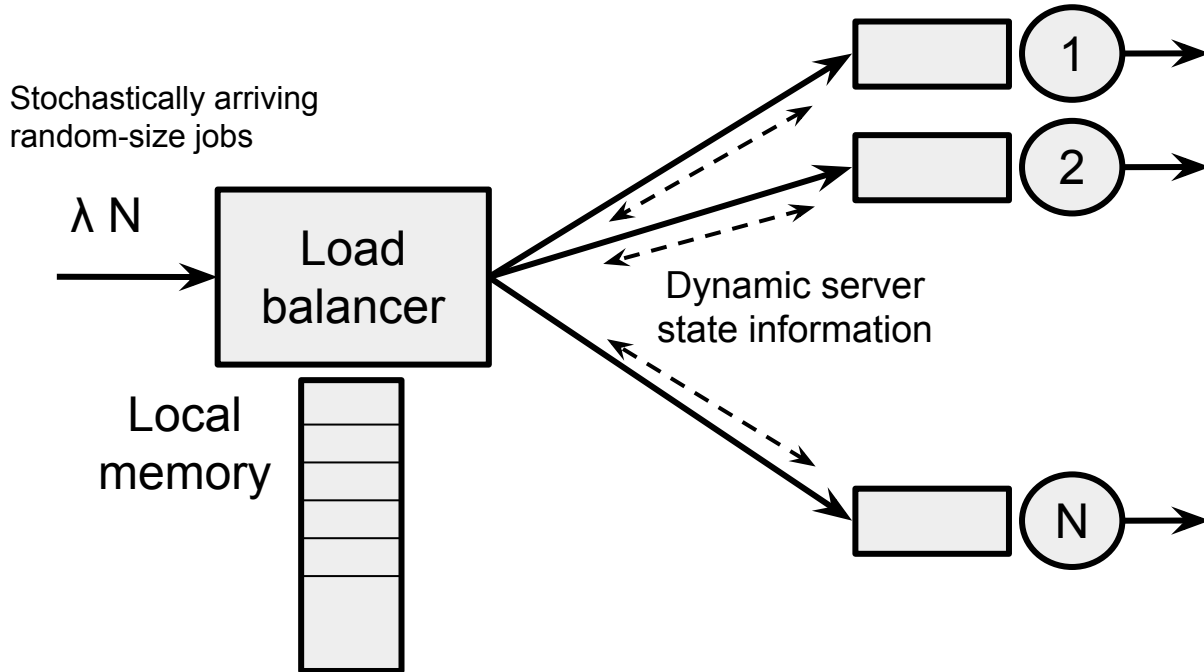 Stochastically arriving
random-size jobs
λ N
Load
balancer
Local
memory
Dynamic server
state information
1
2
N